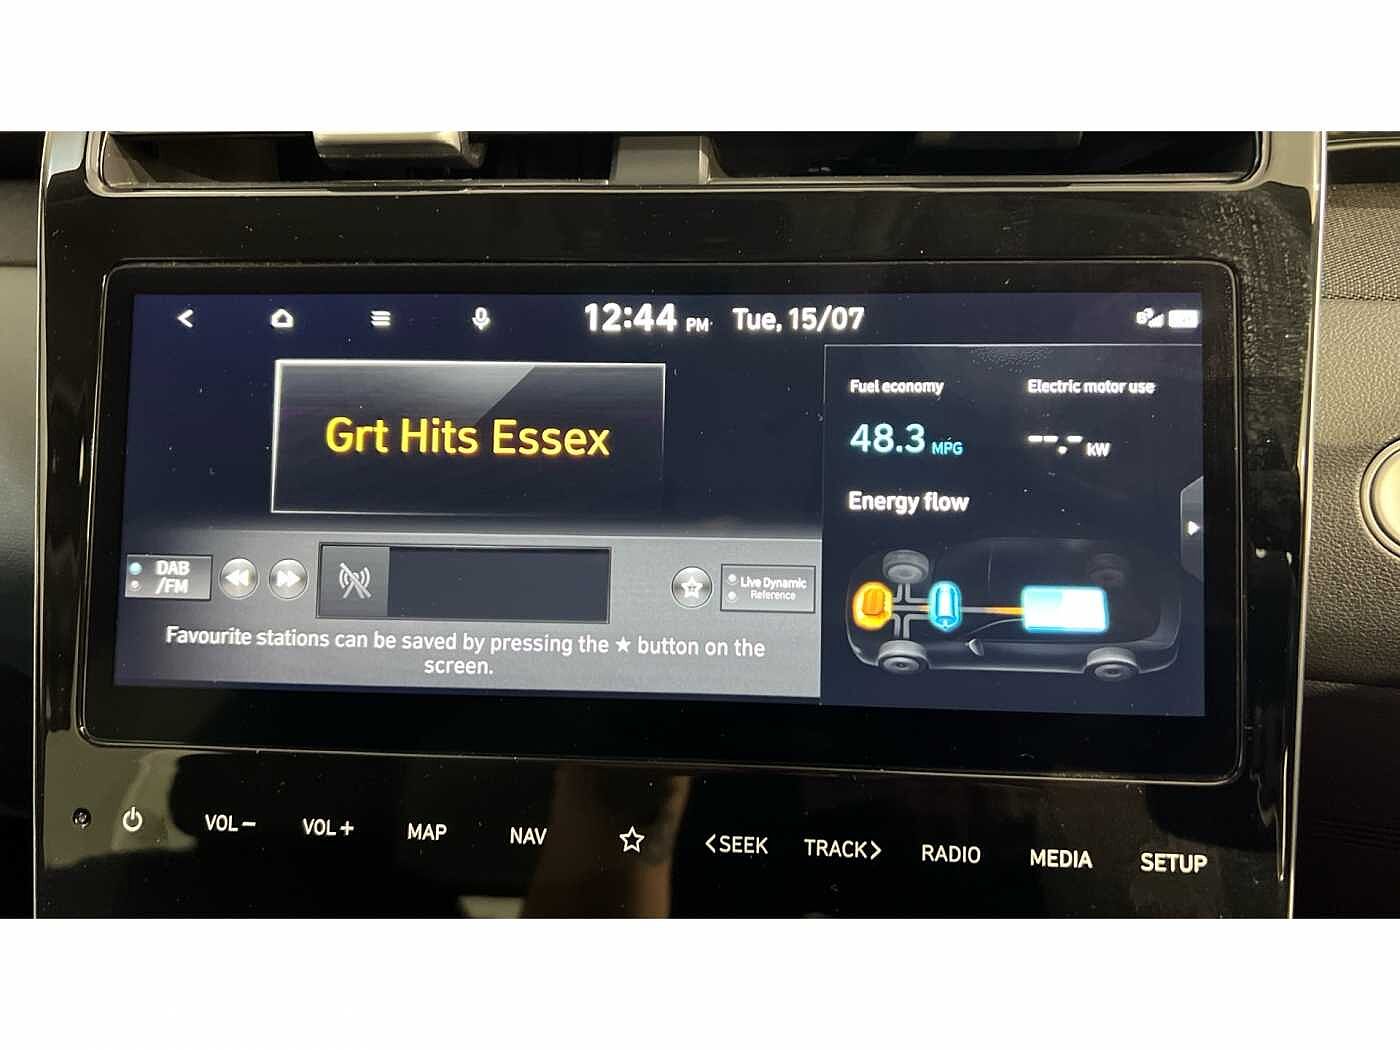 12:44 PM Tue, 15/07
Grt Hits Essex
DAB
/FM
Live Dynamic
Reference
Favourite stations can be saved by pressing the ★ button on the
screen.
Fuel economy
48.3 MPG
Electric motor use
--.- kW
Energy flow
VOL− VOL+ MAP NAV ☆ <SEEK TRACK> RADIO MEDIA SETUP